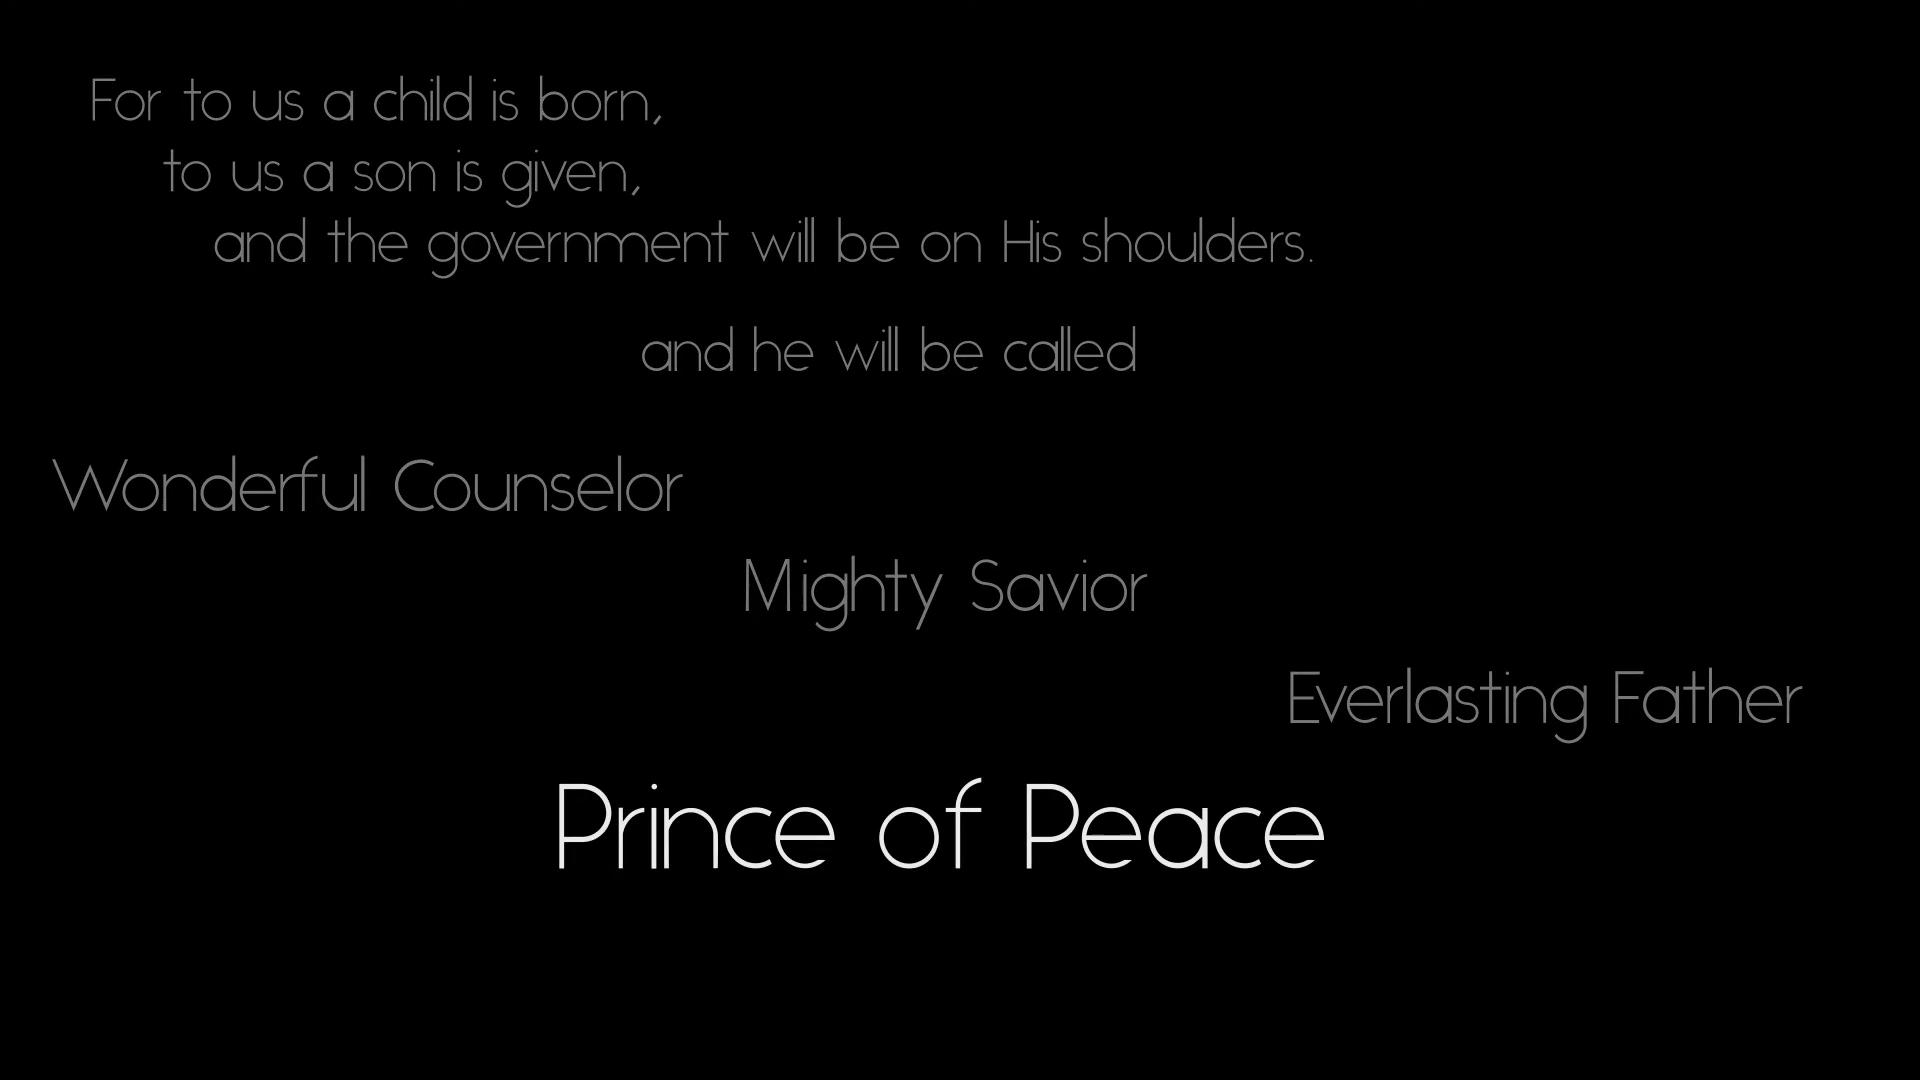 For to us a child is born,
to us a son is given,
and the government will be on His shoulders.
and he will be called
Wonderful Counselor
Mighty Savior
Everlasting Father
Prince of Peace